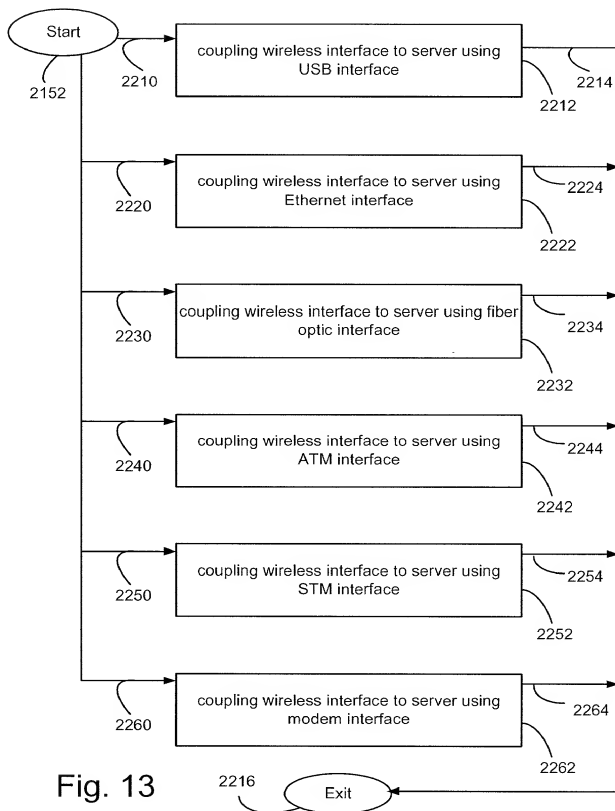 Start
2152
2210
coupling wireless interface to server using
USB interface
2212
2214
2220
coupling wireless interface to server using
Ethernet interface
2224
2222
2230
coupling wireless interface to server using fiber
optic interface
2234
2232
2240
coupling wireless interface to server using
ATM interface
2244
2242
2250
coupling wireless interface to server using
STM interface
2254
2252
2260
coupling wireless interface to server using
modem interface
2264
2262
Fig. 13
2216
Exit